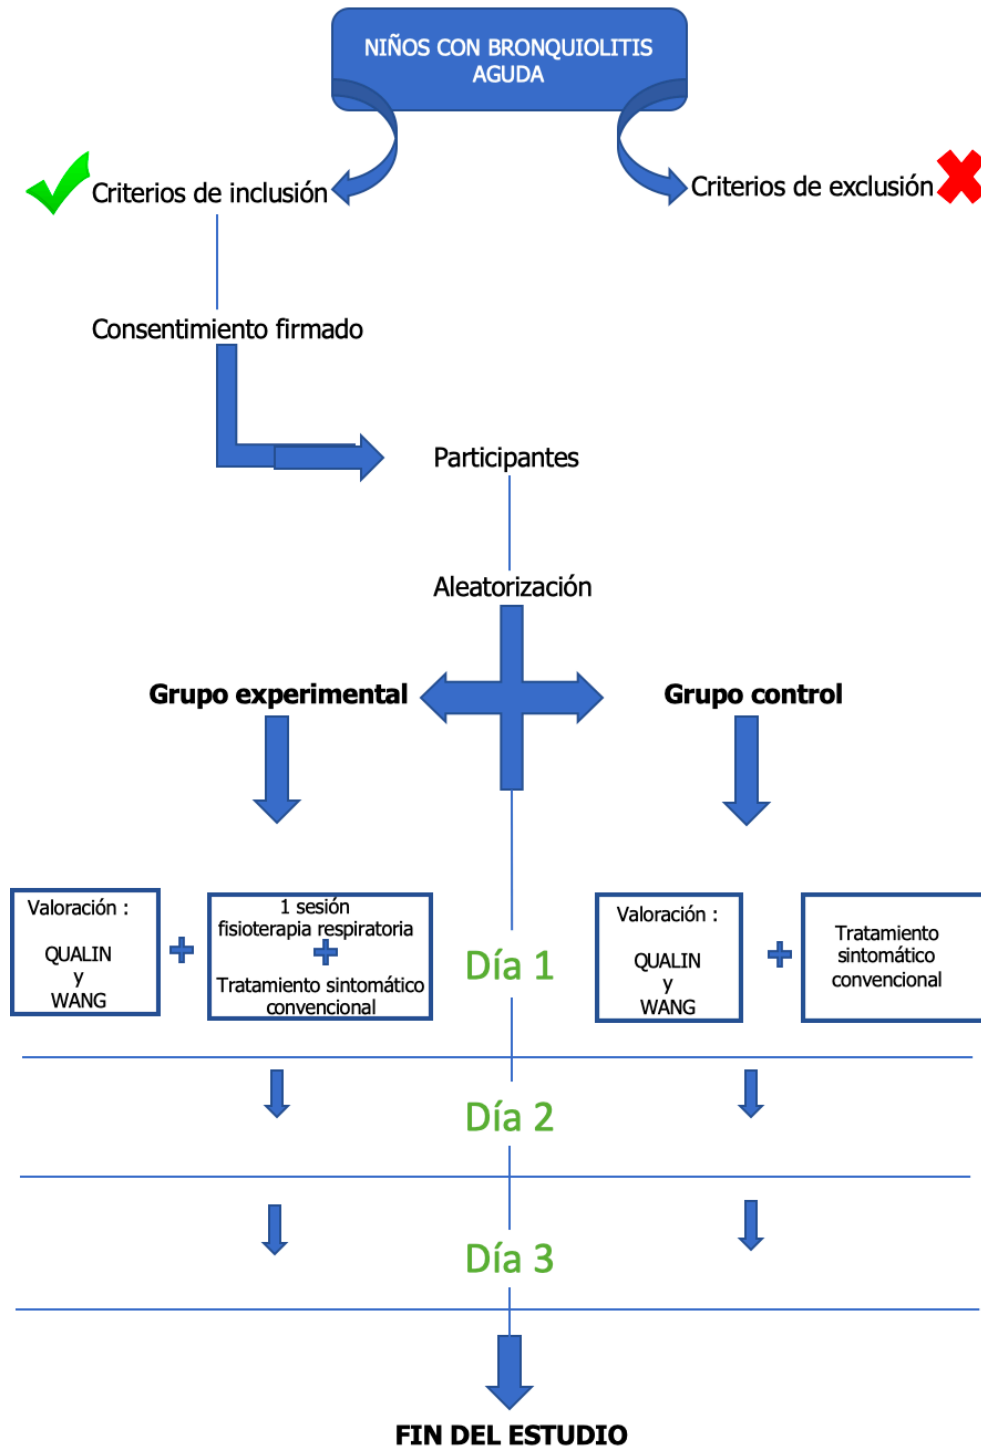 NIÑOS CON BRONQUIOLITIS
AGUDA
Criterios de inclusión
Criterios de exclusión
Consentimiento firmado
Participantes
Aleatorización
Grupo experimental
Grupo control
Valoración :
QUALIN
y
WANG
1 sesión
fisioterapia respiratoria
Tratamiento sintomático
convencional
Día 1
Valoración :
QUALIN
y
WANG
Tratamiento
sintomático
convencional
Día 2
Día 3
FIN DEL ESTUDIO